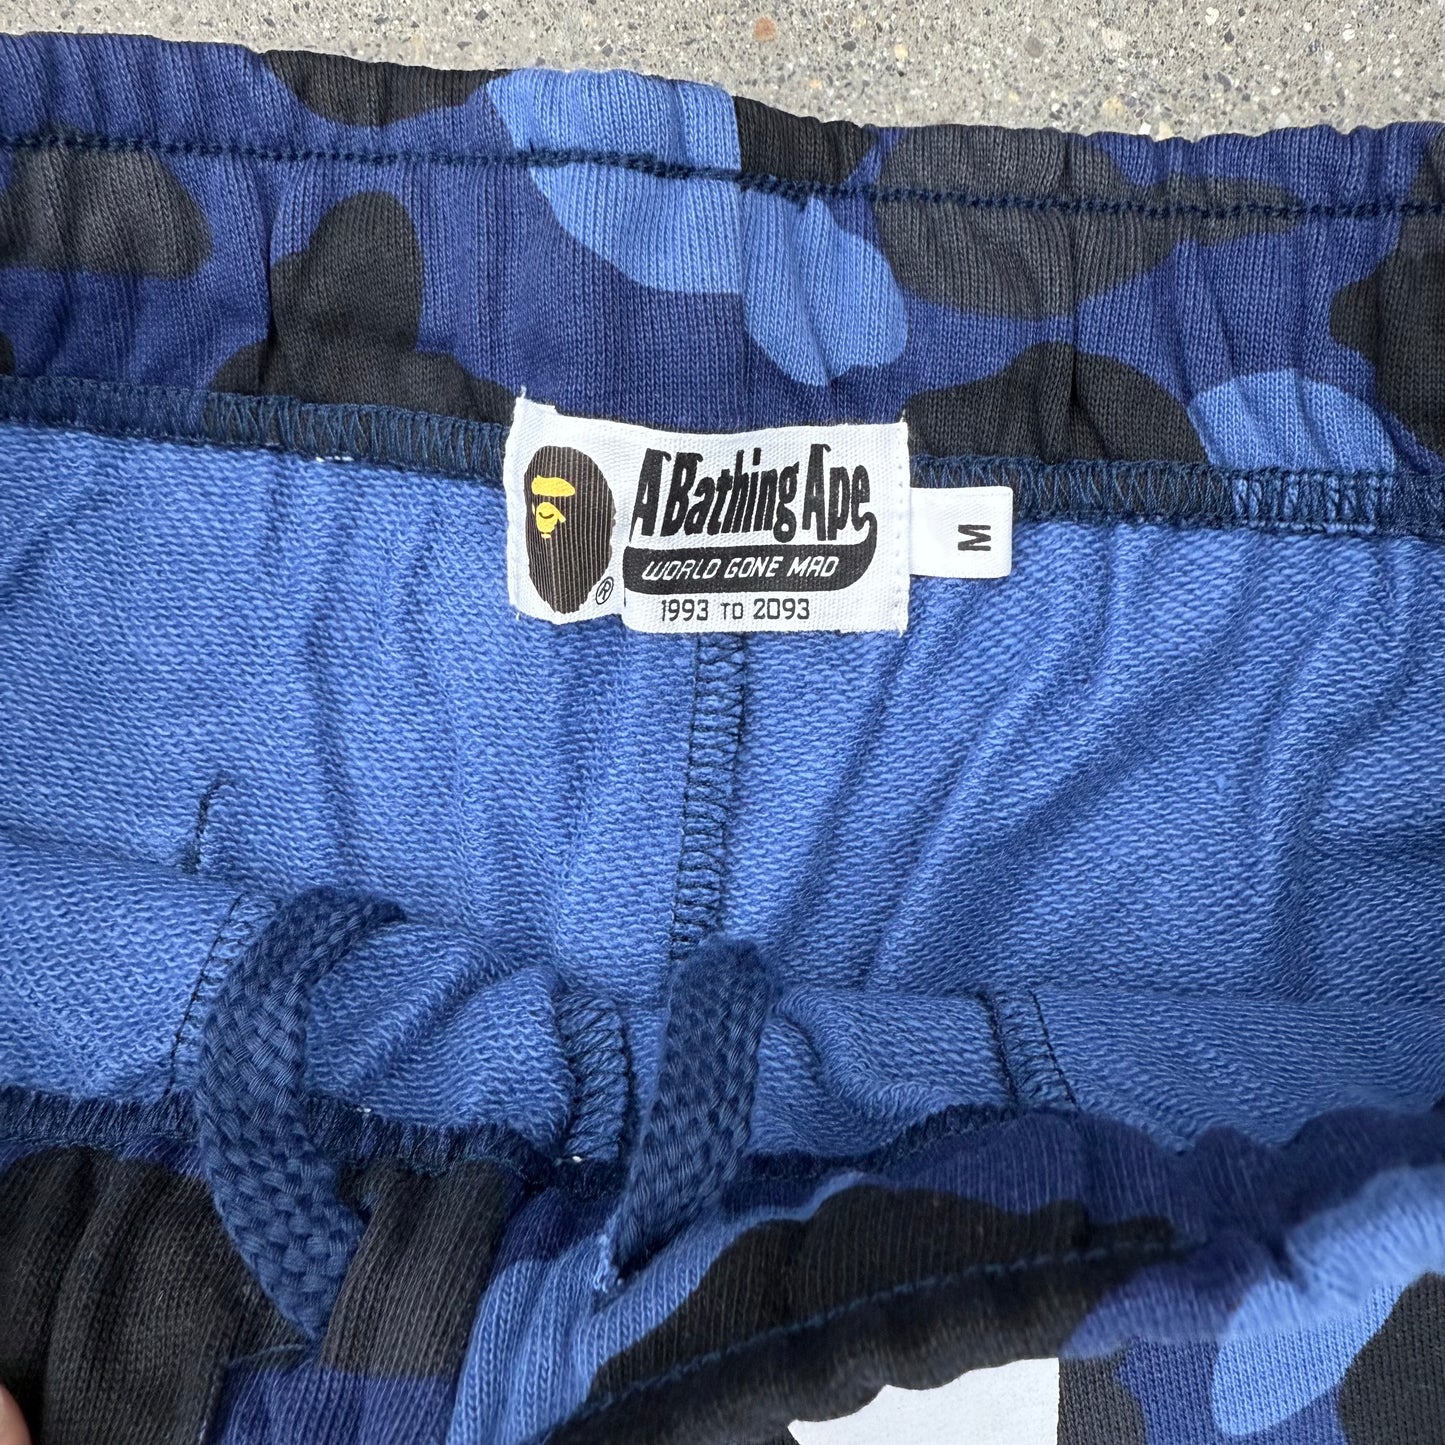 A Bathing Ape
WORLD GONE MAD
®
1993 TO 2093
M